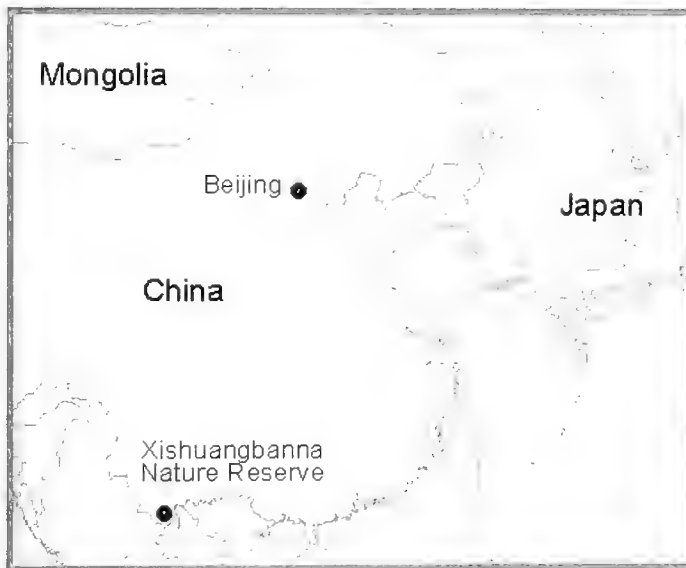 Mongolia
Beijing
Japan
China
Xishuangbanna
Nature Reserve